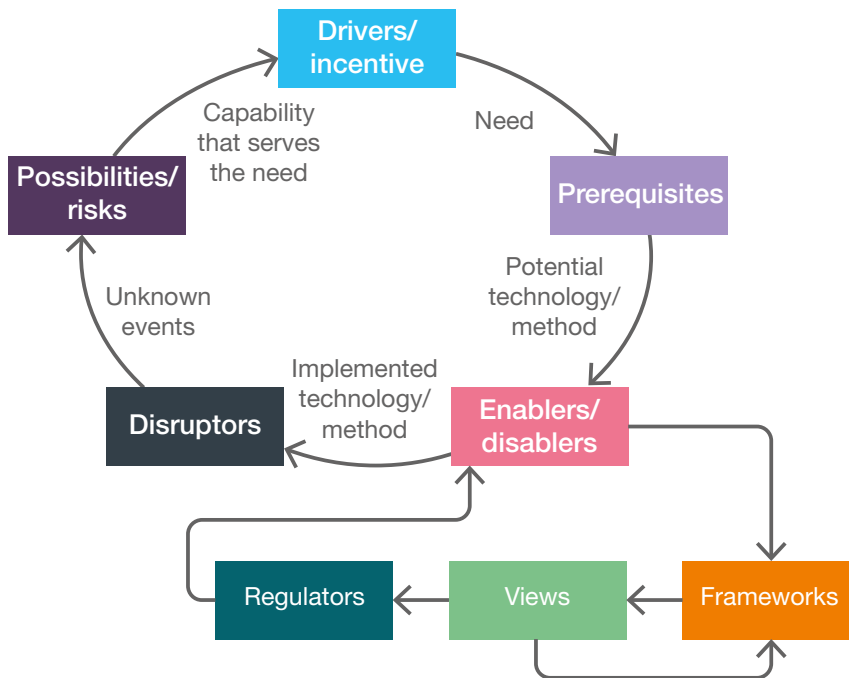 Drivers/
incentive
Capability
that serves
the need
Need
Possibilities/
risks
Prerequisites
Potential
technology/
method
Unknown
events
Implemented
technology/
method
Disruptors
Enablers/
disablers
Regulators
Views
Frameworks